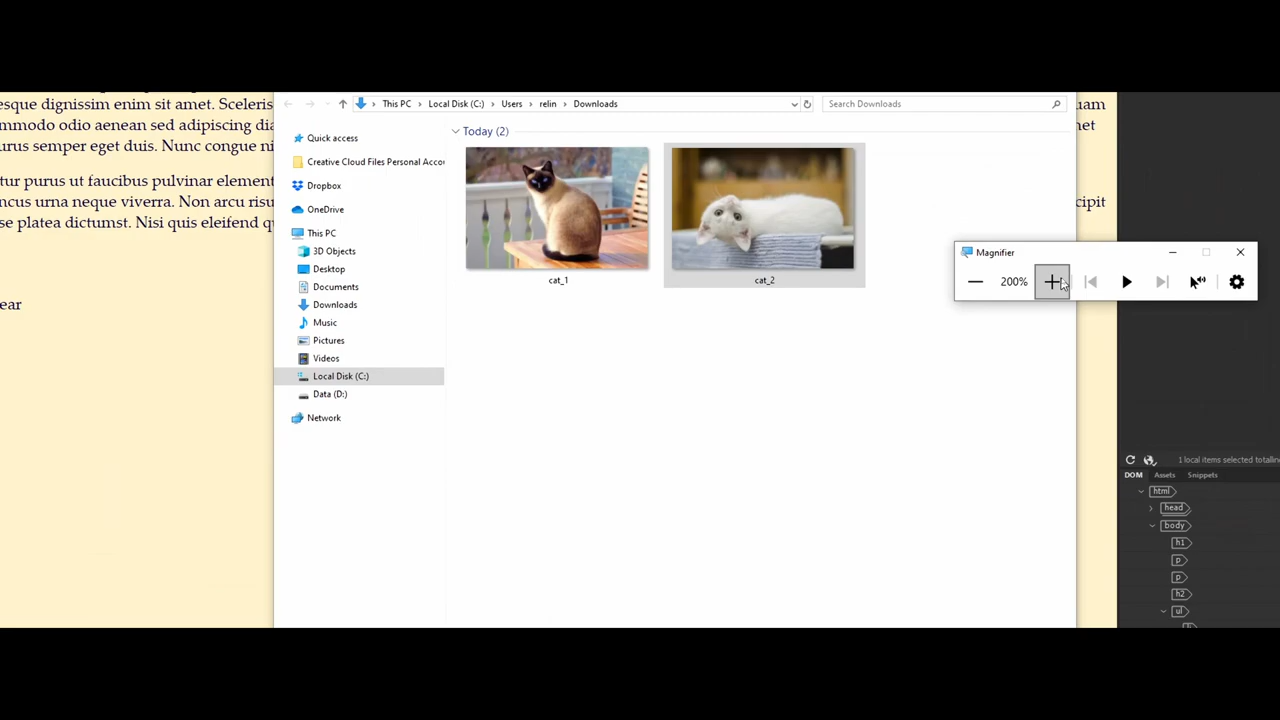 esque dignissim enim sit amet. Sceleris
mmodo odio aenean sed adipiscing dia
urus semper eget duis. Nunc congue ni
tur purus ut faucibus pulvinar element
ncus urna neque viverra. Non arcu risu
se platea dictumst. Nisi quis eleifend q
ear
This PC
Local Disk (C:)
Users
relin
Downloads
Search Downloads
Quick access
Creative Cloud Files Personal Acco
Dropbox
OneDrive
This PC
3D Objects
Desktop
Documents
Downloads
Music
Pictures
Videos
Local Disk (C:)
Data (D:)
Network
Today (2)
cat_1
cat_2
uam
met
cipit
Magnifier
200%
1 local items selected totallin
DOM Assets Snippets
html
head
body
h1
p
p
h2
ul